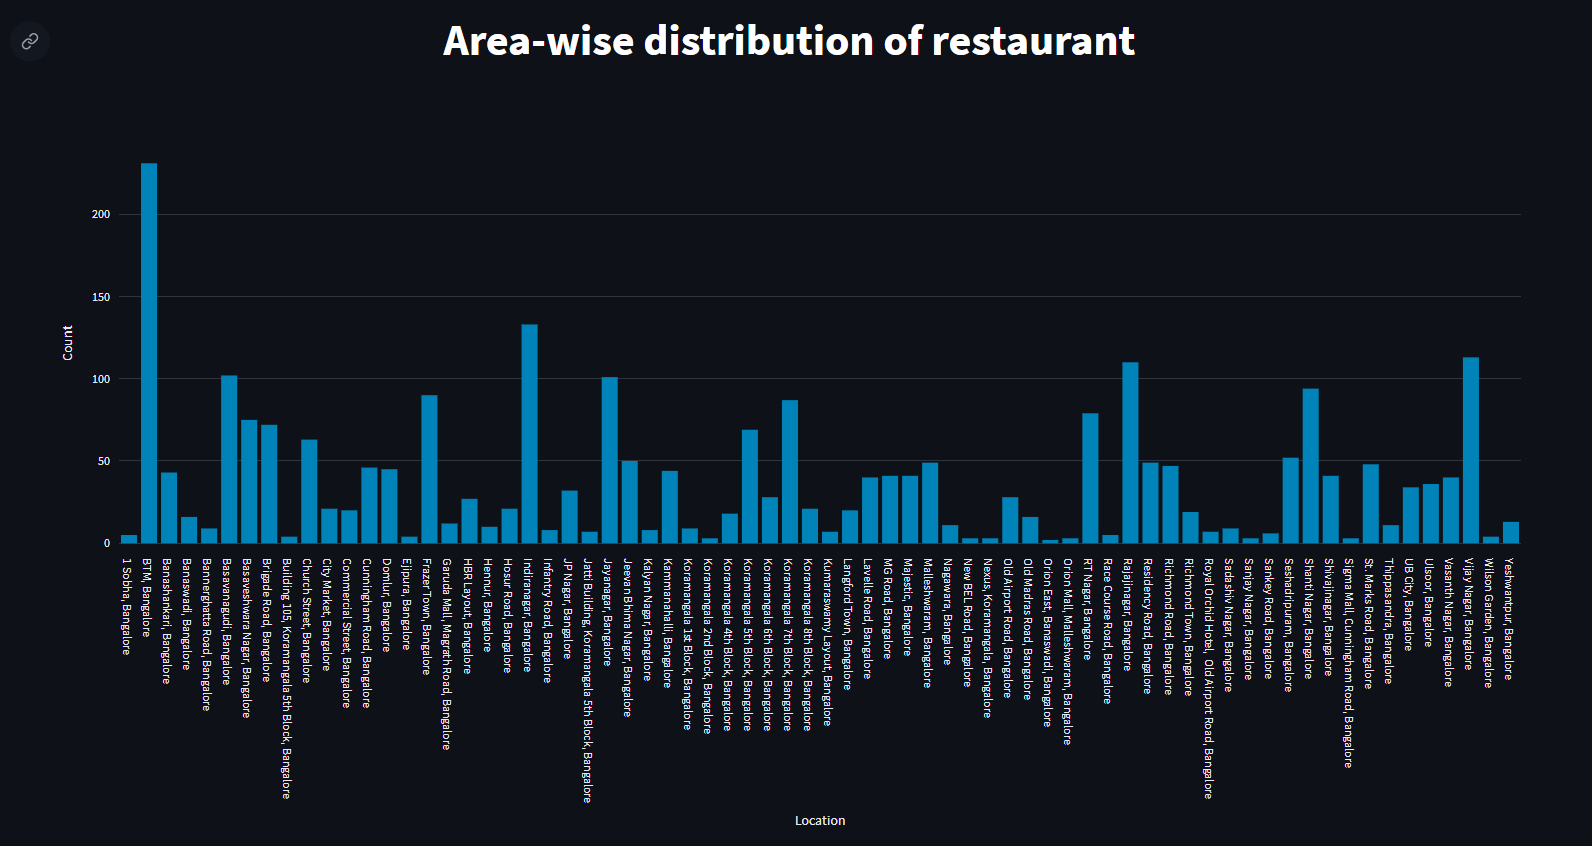 Area-wise distribution of restaurant
Count
200
150
100
50
0
1 Sobha, Bangalore
BTM, Bangalore
Banashankari, Bangalore
Banaswadi, Bangalore
Bannerghatta Road, Bangalore
Basavanagudi, Bangalore
Basaveshwara Nagar, Bangalore
Brigade Road, Bangalore
Building 105, Koramangala 5th Block, Bangalore
Church Street, Bangalore
City Market, Bangalore
Commercial Street, Bangalore
Cunningham Road, Bangalore
Domlur, Bangalore
Ejipura, Bangalore
Frazer Town, Bangalore
Garuda Mall, Magrath Road, Bangalore
HBR Layout, Bangalore
Hennur, Bangalore
Hosur Road, Bangalore
Indiranagar, Bangalore
Infantry Road, Bangalore
JP Nagar, Bangalore
Jatti Building, Koramangala 5th Block, Bangalore
Jayanagar, Bangalore
Jeevan Bhima Nagar, Bangalore
Kalyan Nagar, Bangalore
Kammanahalli, Bangalore
Koramangala 1st Block, Bangalore
Koramangala 2nd Block, Bangalore
Koramangala 4th Block, Bangalore
Koramangala 5th Block, Bangalore
Koramangala 6th Block, Bangalore
Koramangala 7th Block, Bangalore
Koramangala 8th Block, Bangalore
Kumaraswamy Layout, Bangalore
Langford Town, Bangalore
Lavelle Road, Bangalore
MG Road, Bangalore
Majestic, Bangalore
Malleshwaram, Bangalore
Nagawara, Bangalore
New BEL Road, Bangalore
Nexus, Koramangala, Bangalore
Old Airport Road, Bangalore
Old Madras Road, Bangalore
Orion East, Banaswadi, Bangalore
Orion Mall, Malleshwaram, Bangalore
RT Nagar, Bangalore
Race Course Road, Bangalore
Rajajinagar, Bangalore
Residency Road, Bangalore
Richmond Road, Bangalore
Richmond Town, Bangalore
Royal Orchid Hotel, Old Airport Road, Bangalore
Sadashiv Nagar, Bangalore
Sanjay Nagar, Bangalore
Sankey Road, Bangalore
Seshadripuram, Bangalore
Shanti Nagar, Bangalore
Shivajinagar, Bangalore
Sigma Mall, Cunningham Road, Bangalore
St. Marks Road, Bangalore
Thippasandra, Bangalore
UB City, Bangalore
Ulsoor, Bangalore
Vasanth Nagar, Bangalore
Vijay Nagar, Bangalore
Wilson Garden, Bangalore
Yeshwantpur, Bangalore
Location